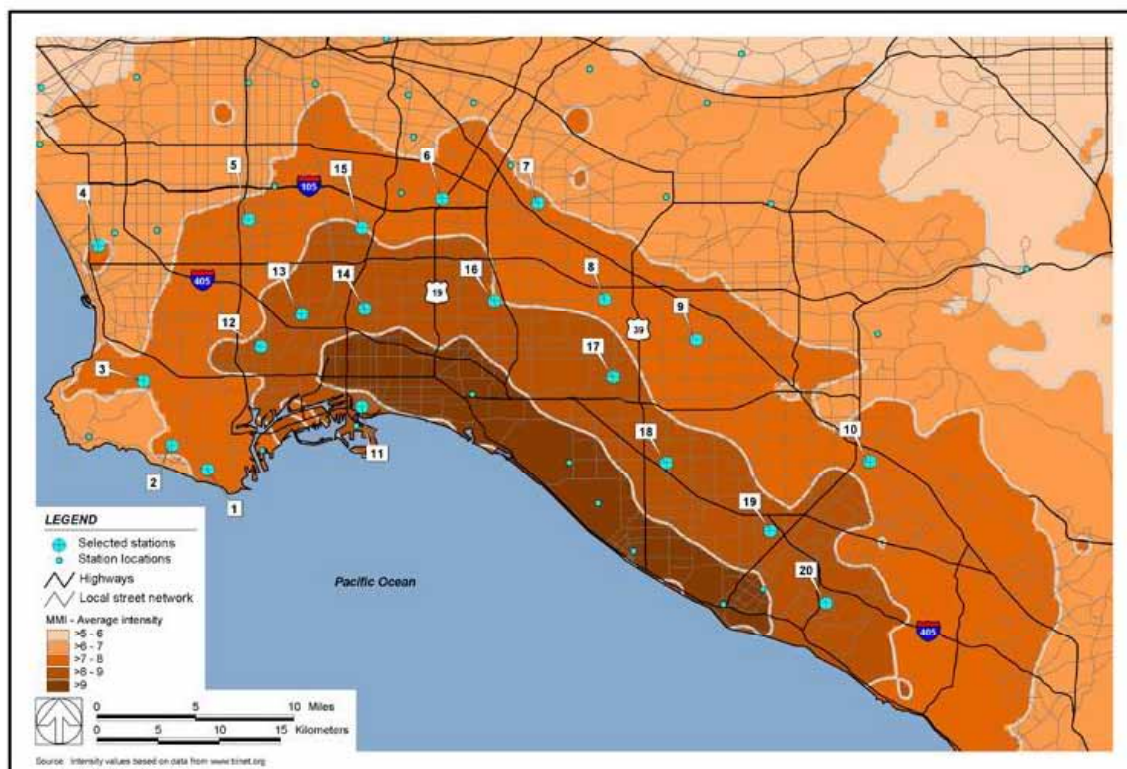 5
15
6
7
4
105
405
13
14
19
16
8
9
39
12
17
3
18
10
11
2
1
19
20
405
Pacific Ocean
LEGEND
Selected stations
Station locations
Highways
Local street network
MMI - Average intensity
>5 - 6
>6 - 7
>7 - 8
>8 - 9
>9
0 5 10 Miles
0 5 10 15 Kilometers
Source: Intensity values based on data from www.trinet.org